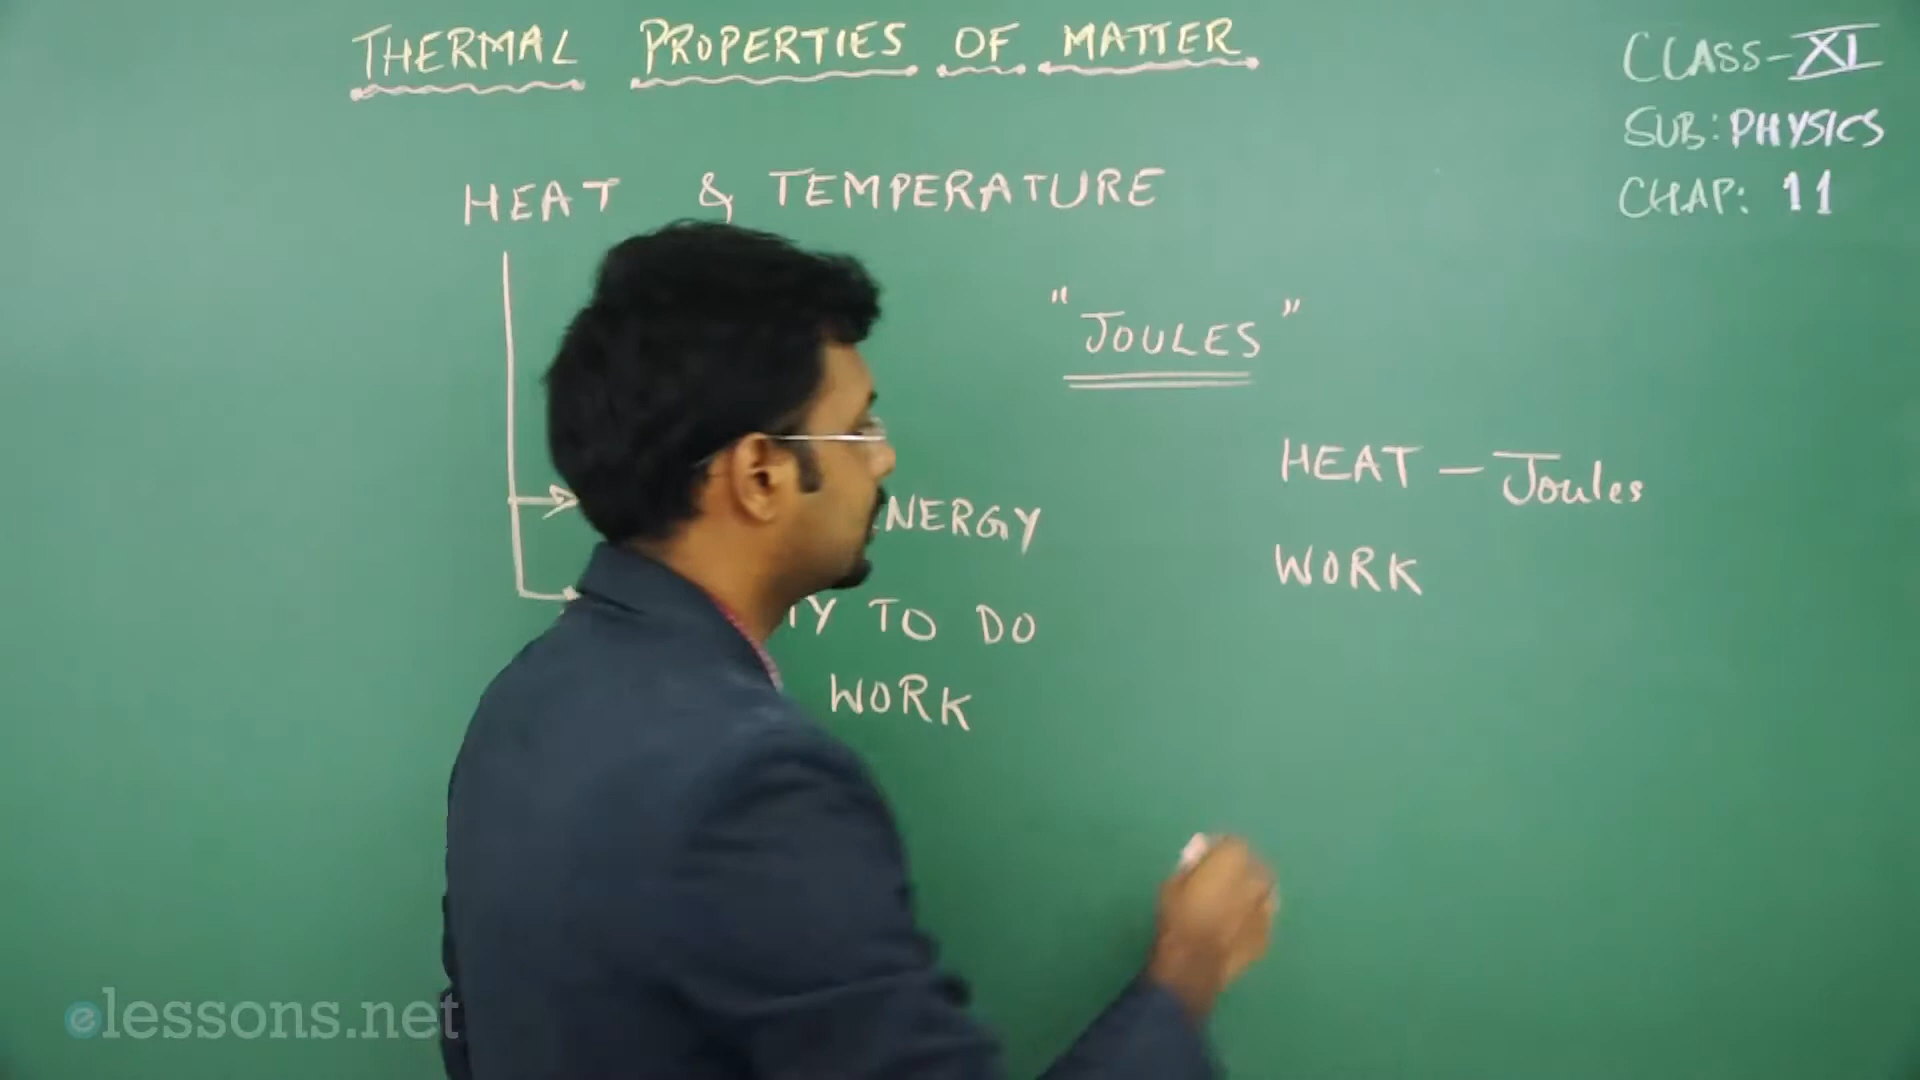 THERMAL PROPERTIES OF MATTER
CLASS-XI
SUB: PHYSICS
CHAP: 11
HEAT & TEMPERATURE
"JOULES"
HEAT - Joules
WORK
TO DO
WORK
elessons.net